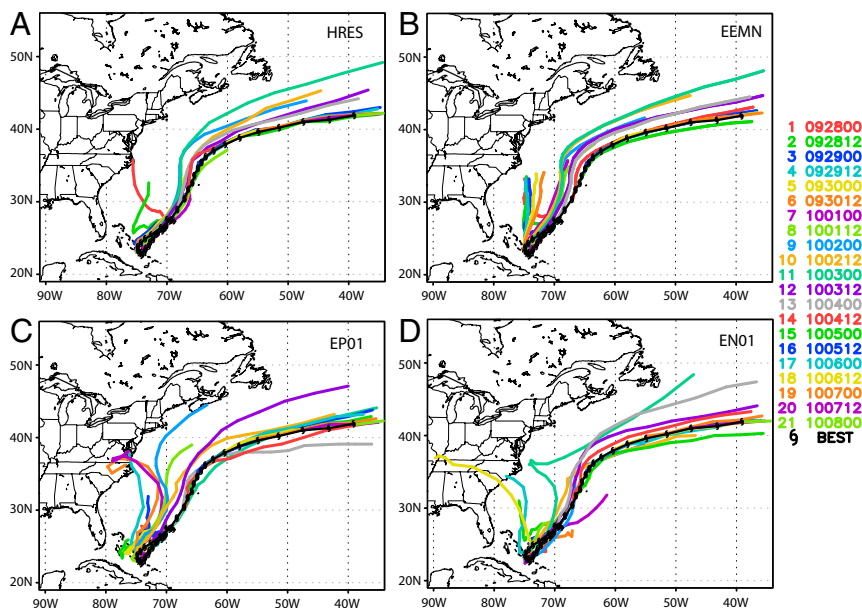 A
HRES
50N
40N
30N
20N
90W 80W 70W 60W 50W 40W
B
EEMN
50N
40N
30N
20N
90W 80W 70W 60W 50W 40W
C
EP01
50N
40N
30N
20N
90W 80W 70W 60W 50W 40W
D
EN01
50N
40N
30N
20N
90W 80W 70W 60W 50W 40W
1 092800
2 092812
3 092900
4 092912
5 093000
6 093012
7 100100
8 100112
9 100200
10 100212
11 100300
12 100312
13 100400
14 100412
15 100500
16 100512
17 100600
18 100612
19 100700
20 100712
21 100800
BEST